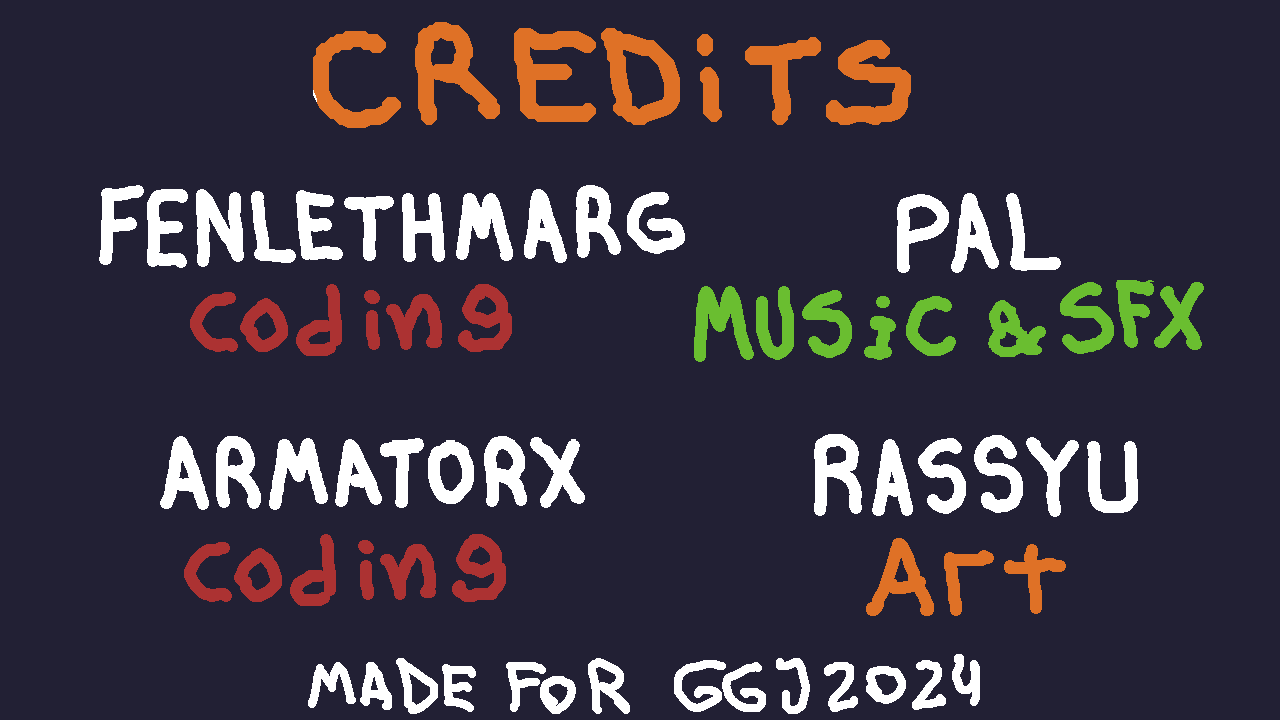 CREDiTS
FENLETHMARG
coding
PAL
MUSiC & SFX
ARMATORX
coding
RASSYU
Art
MADE FOR GGJ2024